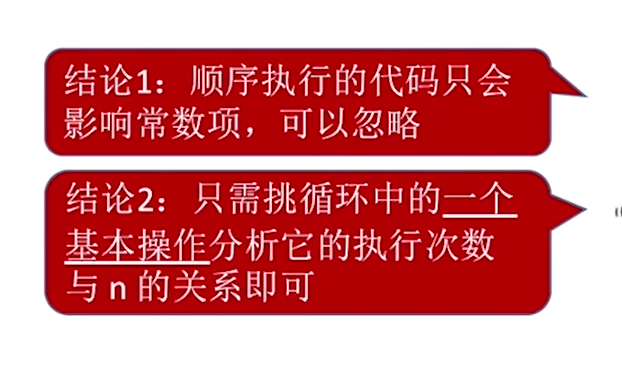 结论1：顺序执行的代码只会
影响常数项，可以忽略
结论2：只需挑循环中的一个
基本操作分析它的执行次数
与 n 的关系即可